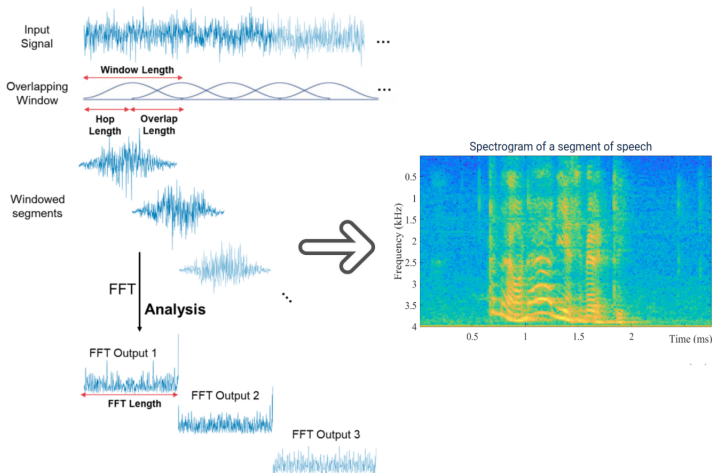 Input
Signal
...
Window Length
Overlapping
Window
...
Hop
Length
Overlap
Length
Windowed
segments
...
FFT
Analysis
FFT Output 1
FFT Length
FFT Output 2
FFT Output 3
Spectrogram of a segment of speech
Frequency (kHz)
0.5
1
1.5
2
2.5
3
3.5
4
0.5
1
1.5
2
Time (ms)